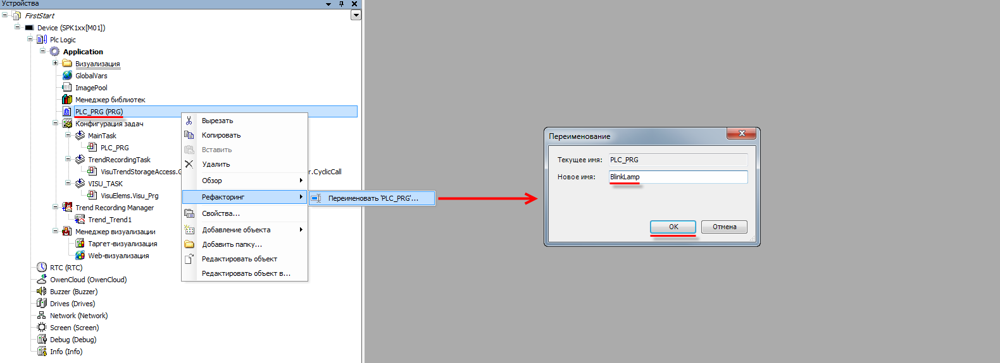 Устройства
FirstStart
Device (SPK1xx[M01])
Plc Logic
Application
Визуализация
GlobalVars
ImagePool
Менеджер библиотек
PLC_PRG (PRG)
Конфигурация задач
MainTask
PLC_PRG
TrendRecordingTask
VisuTrendStorageAccess.G
r.CyclicCall
VISU_TASK
VisuElems.Visu_Prg
Trend Recording Manager
Trend_Trend1
Менеджер визуализации
Таргет-визуализация
Web-визуализация
RTC (RTC)
OwenCloud (OwenCloud)
Buzzer (Buzzer)
Drives (Drives)
Network (Network)
Screen (Screen)
Debug (Debug)
Info (Info)
Вырезать
Копировать
Вставить
Удалить
Обзор
Рефакторинг
Свойства...
Добавление объекта
Добавить папку...
Редактировать объект
Редактировать объект в...
Переименовать 'PLC_PRG'...
Переименование
Текущее имя: PLC_PRG
Новое имя: BlinkLamp
OK Отмена